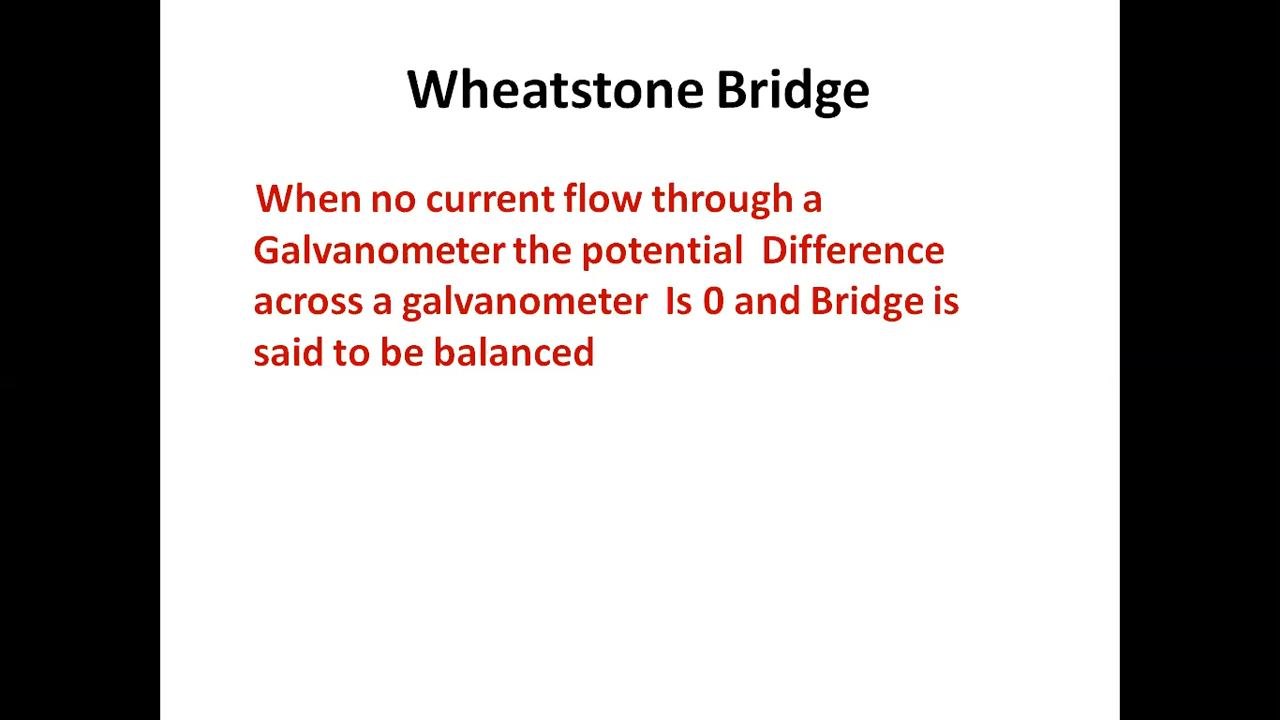 Wheatstone Bridge
When no current flow through a
Galvanometer the potential  Difference
across a galvanometer  Is 0 and Bridge is
said to be balanced